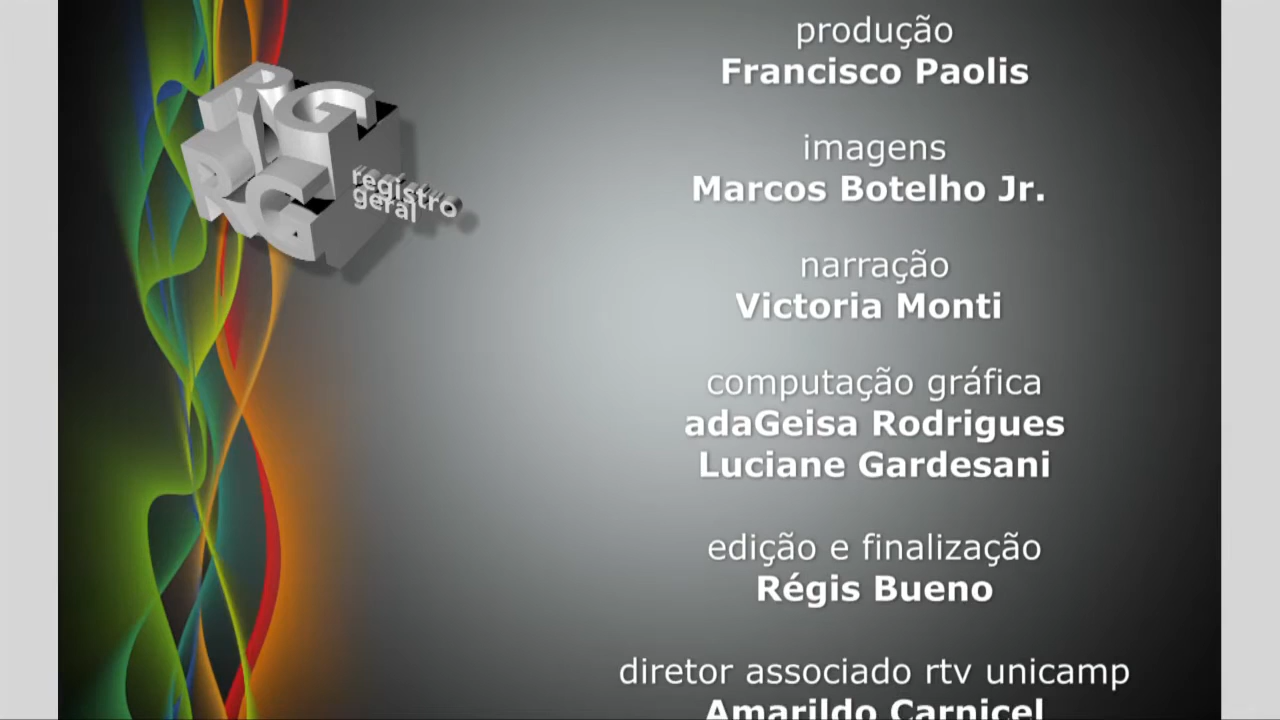 RG
RG
registro
geral
produção
Francisco Paolis
imagens
Marcos Botelho Jr.
narração
Victoria Monti
computação gráfica
adaGeisa Rodrigues
Luciane Gardesani
edição e finalização
Régis Bueno
diretor associado rtv unicamp
Amarildo Carnicel